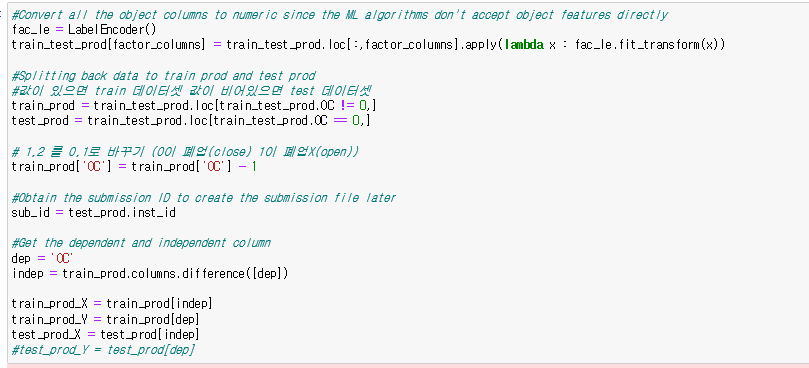 #Convert all the object columns to numeric since the ML algorithms don't accept object features directly
fac_le = LabelEncoder()
train_test_prod[factor_columns] = train_test_prod.loc[:,factor_columns].apply(lambda x : fac_le.fit_transform(x))
#Splitting back data to train prod and test prod
#값이 있으면 train 데이터셋 값이 비어있으면 test 데이터셋
train_prod = train_test_prod.loc[train_test_prod.OC != 0,]
test_prod = train_test_prod.loc[train_test_prod.OC == 0,]
# 1,2 를 0,1로 바꾸기 (0이 폐업(close) 1이 폐업X(open))
train_prod['OC'] = train_prod['OC'] - 1
#Obtain the submission ID to create the submission file later
sub_id = test_prod.inst_id
#Get the dependent and independent column
dep = 'OC'
indep = train_prod.columns.difference([dep])
train_prod_X = train_prod[indep]
train_prod_Y = train_prod[dep]
test_prod_X = test_prod[indep]
#test_prod_Y = test_prod[dep]